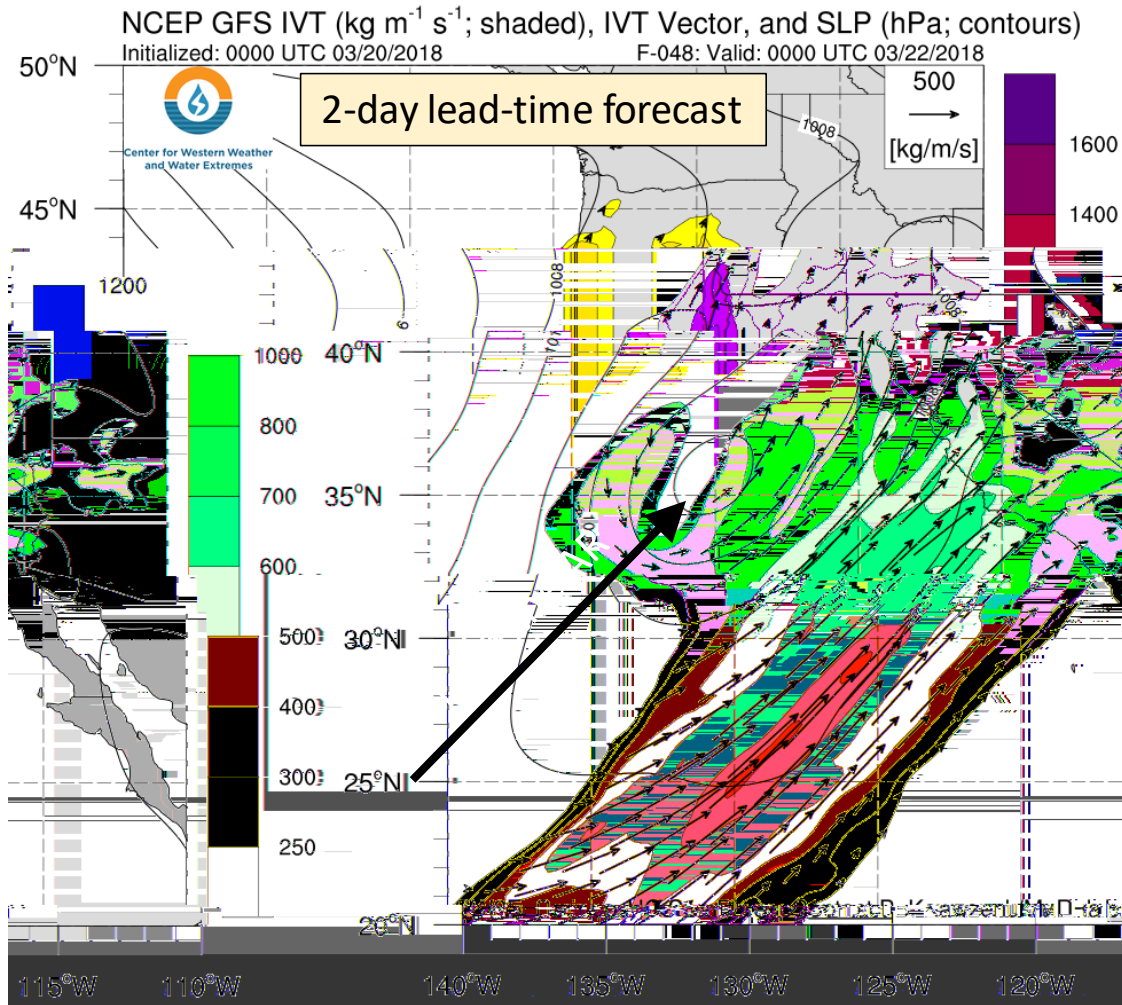 NCEP GFS IVT (kg m⁻¹ s⁻¹; shaded), IVT Vector, and SLP (hPa; contours)
Initialized: 0000 UTC 03/20/2018 F-048: Valid: 0000 UTC 03/22/2018
50°N
2-day lead-time forecast
500
[kg/m/s]
Center for Western Weather
and Water Extremes
1008
1600
45°N
1400
1008
1008
1200
40°N
1000
1008
800
35°N
700
600
30°N
500
400
25°N
300
250
20°N
115°W 110°W 140°W 135°W 130°W 125°W 120°W